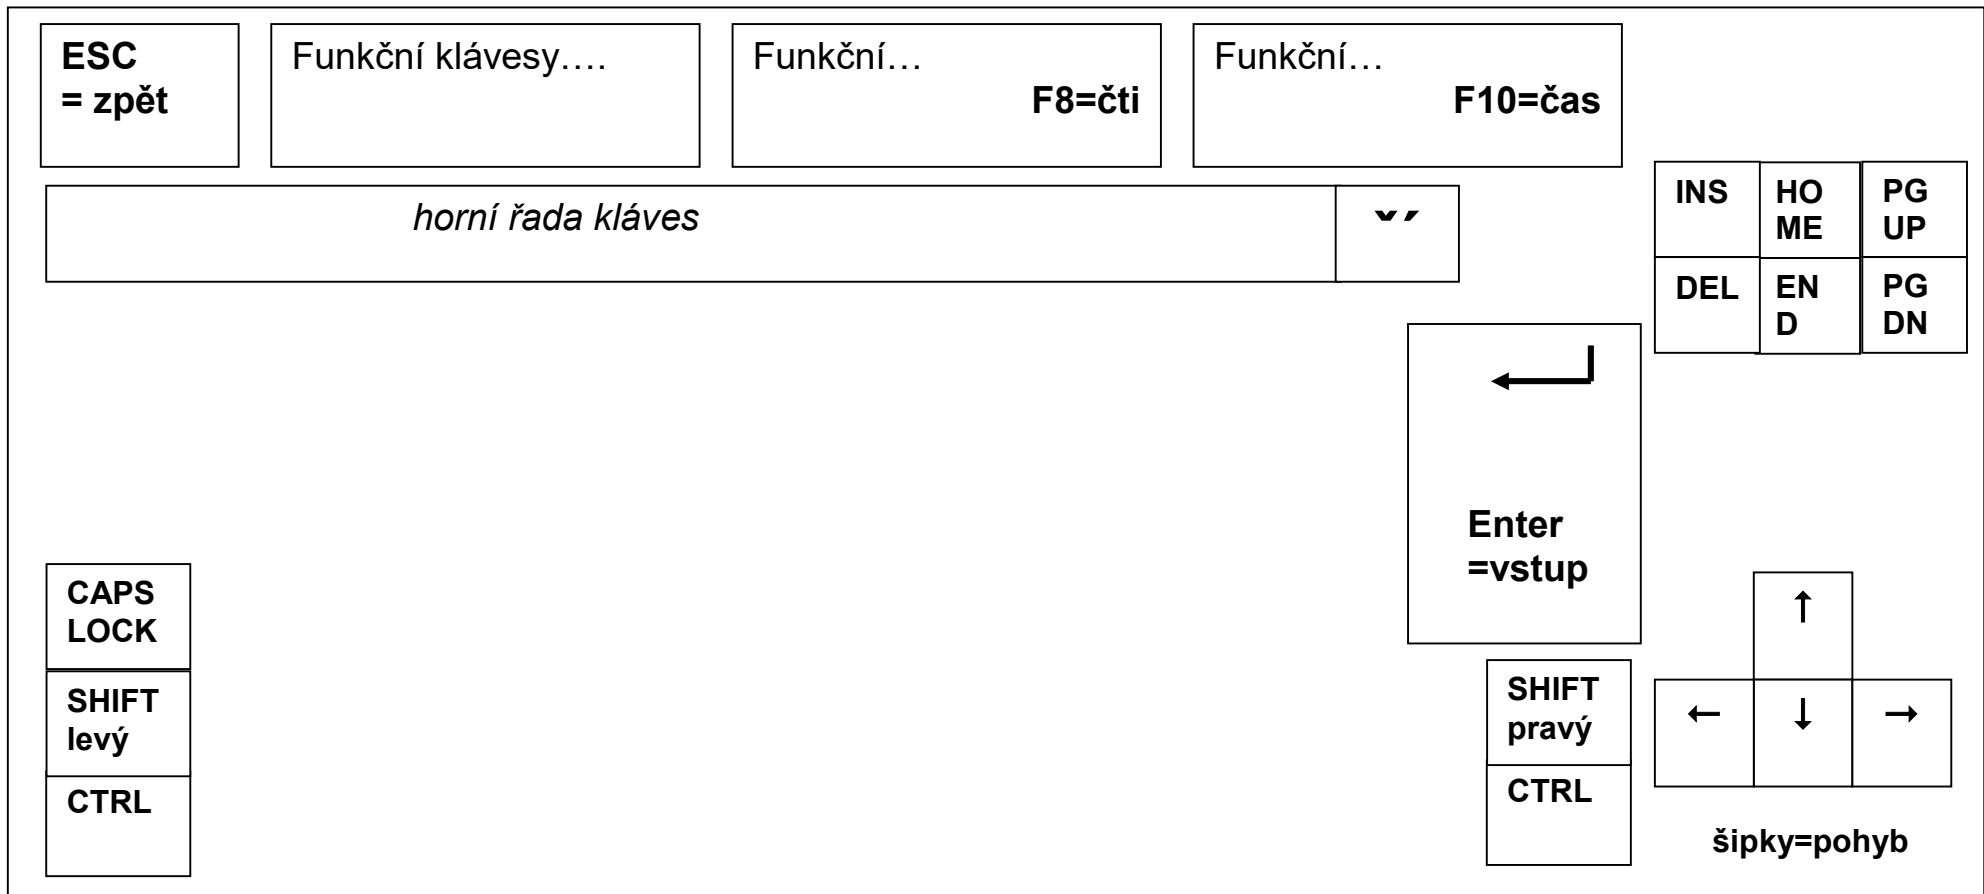 ESC
= zpět
Funkční klávesy….
Funkční…
F8=čti
Funkční…
F10=čas
horní řada kláves
ˇ´
INS
HO
ME
PG
UP
DEL
EN
D
PG
DN
Enter
=vstup
CAPS
LOCK
SHIFT
levý
CTRL
SHIFT
pravý
CTRL
↑
← ↓ →
šipky=pohyb